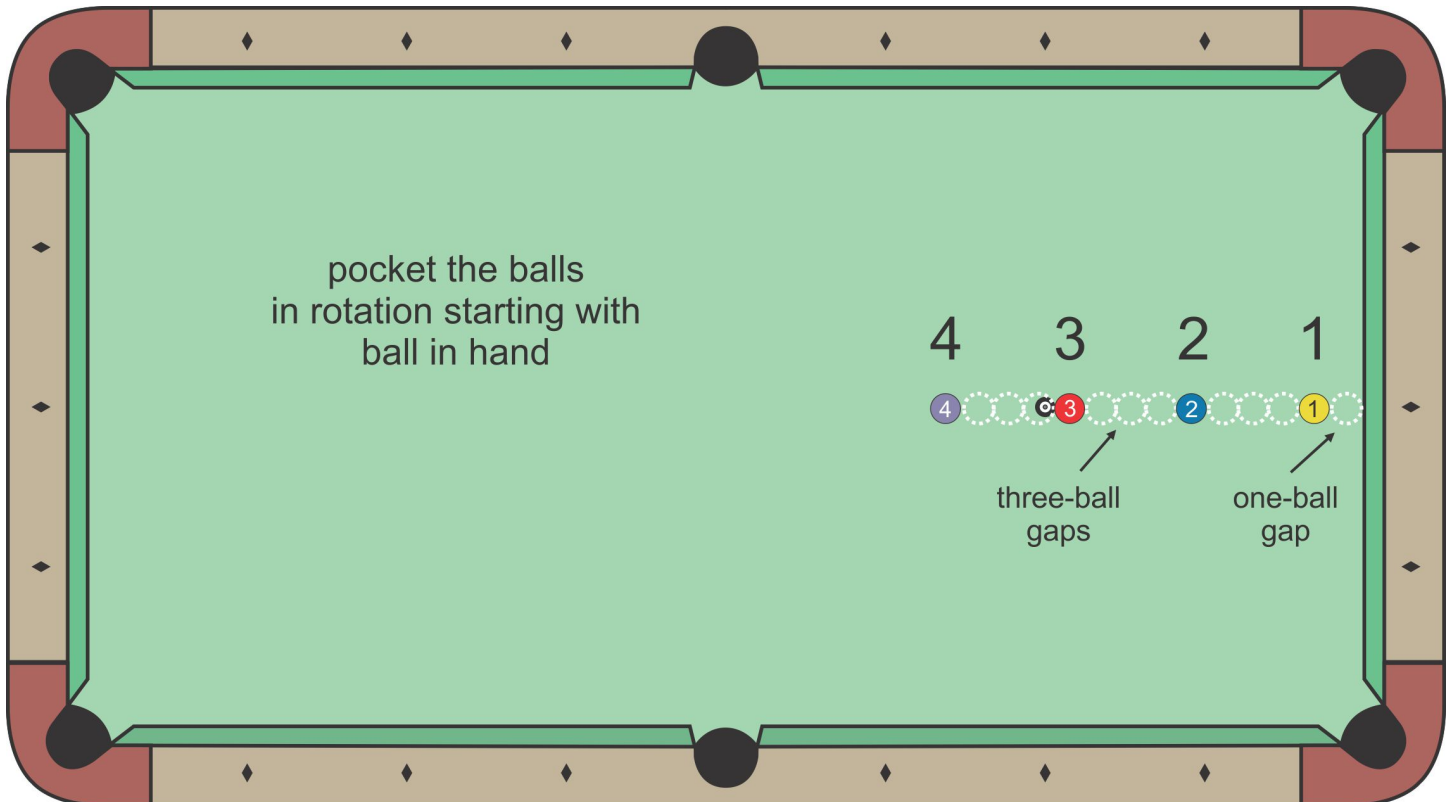 pocket the balls
in rotation starting with
ball in hand
4 3 2 1
4 3 2 1
three-ball
gaps
one-ball
gap